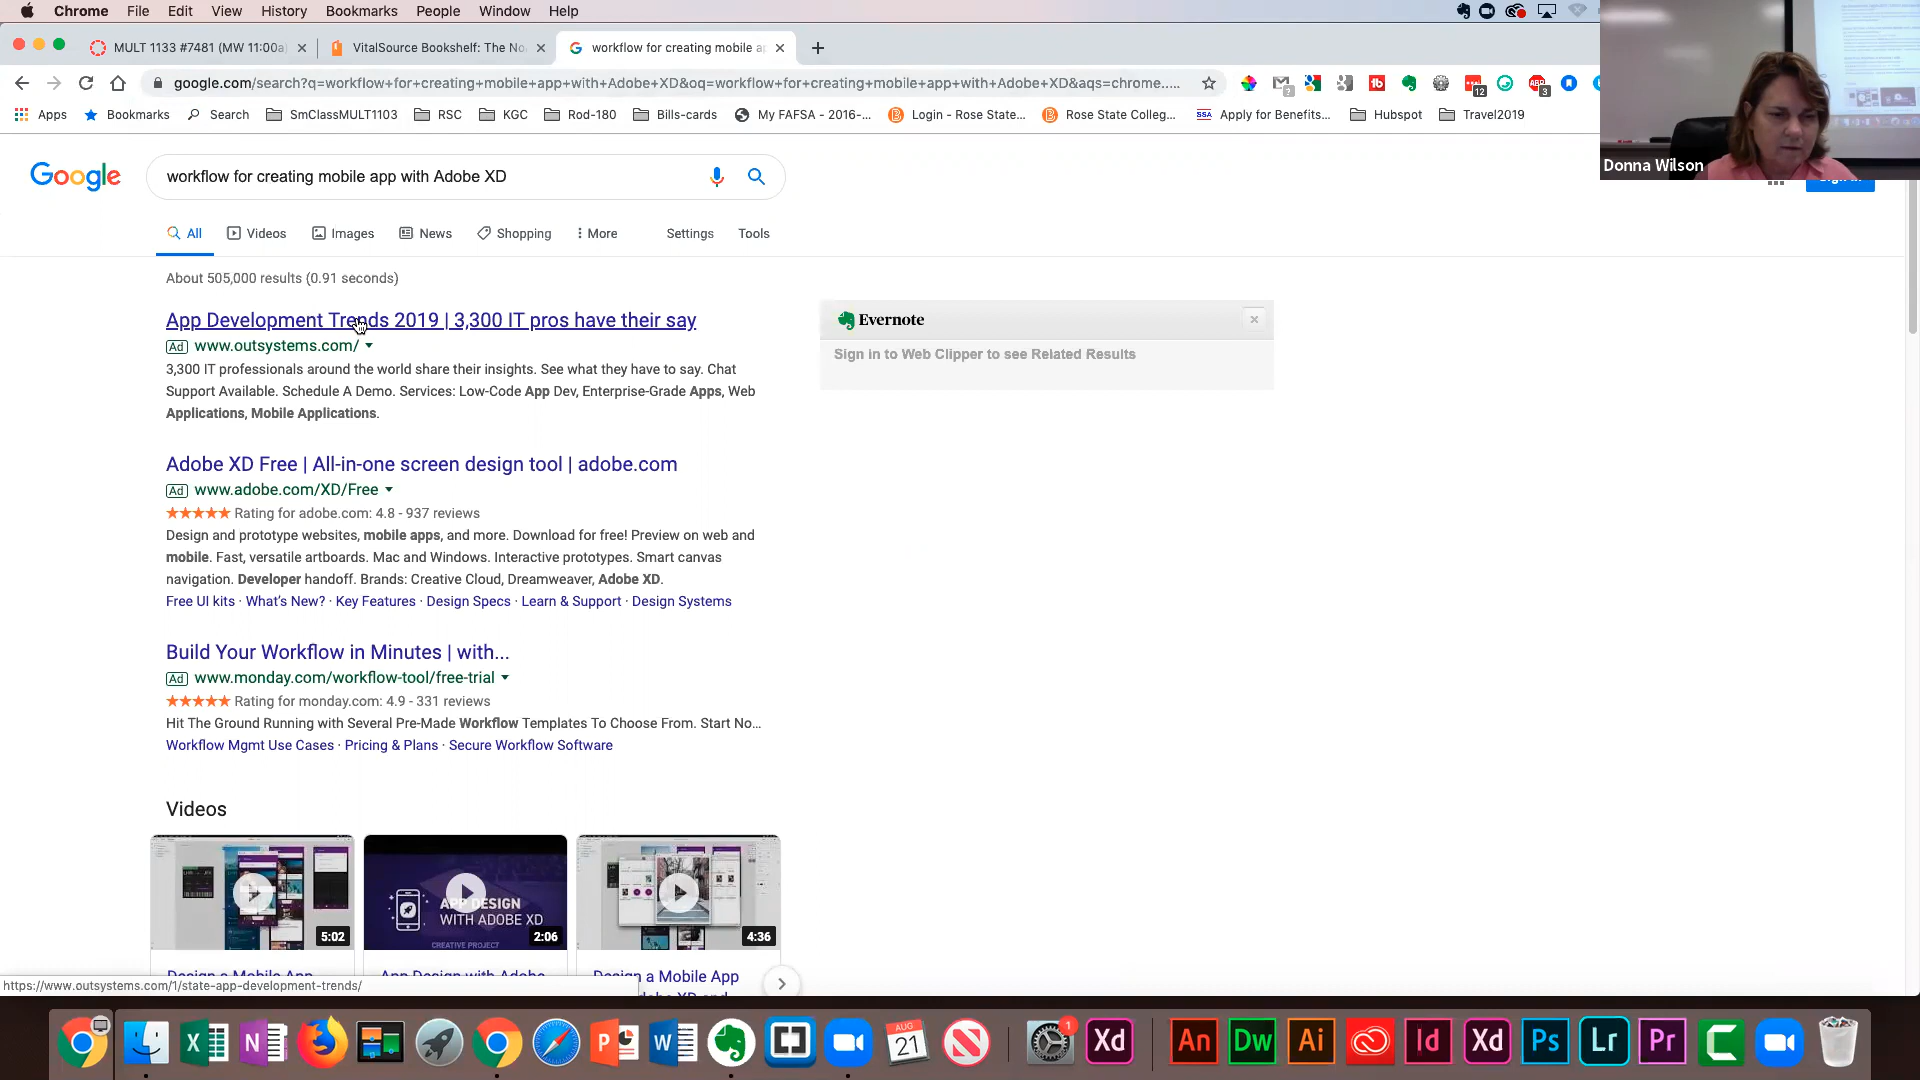 Chrome File Edit View History Bookmarks People Window Help
MULT 1133 #7481 (MW 11:00a
VitalSource Bookshelf: The No
workflow for creating mobile ap
google.com/search?q=workflow+for+creating+mobile+app+with+Adobe+XD&oq=workflow+for+creating+mobile+app+with+Adobe+XD&aqs=chrome.....
12
ABP
3
Apps Bookmarks Search SmClassMULT1103 RSC KGC Rod-180 Bills-cards My FAFSA - 2016-... Login - Rose State... Rose State Colleg... SSA Apply for Benefits... Hubspot Travel2019
Donna Wilson
Google
workflow for creating mobile app with Adobe XD
All Videos Images News Shopping More Settings Tools
About 505,000 results (0.91 seconds)
App Development Trends 2019 | 3,300 IT pros have their say
Ad www.outsystems.com/
3,300 IT professionals around the world share their insights. See what they have to say. Chat
Support Available. Schedule A Demo. Services: Low-Code App Dev, Enterprise-Grade Apps, Web
Applications, Mobile Applications.
Evernote
Sign in to Web Clipper to see Related Results
Adobe XD Free | All-in-one screen design tool | adobe.com
Ad www.adobe.com/XD/Free
Rating for adobe.com: 4.8 - 937 reviews
Design and prototype websites, mobile apps, and more. Download for free! Preview on web and
mobile. Fast, versatile artboards. Mac and Windows. Interactive prototypes. Smart canvas
navigation. Developer handoff. Brands: Creative Cloud, Dreamweaver, Adobe XD.
Free UI kits · What's New? · Key Features · Design Specs · Learn & Support · Design Systems
Build Your Workflow in Minutes | with...
Ad www.monday.com/workflow-tool/free-trial
Rating for monday.com: 4.9 - 331 reviews
Hit The Ground Running with Several Pre-Made Workflow Templates To Choose From. Start No...
Workflow Mgmt Use Cases · Pricing & Plans · Secure Workflow Software
Videos
5:02
APP DESIGN
WITH ADOBE XD
CREATIVE PROJECT
2:06
4:36
Design a Mobile App
App Design with Adobe
Design a Mobile App
https://www.outsystems.com/1/state-app-development-trends/
AUG
21
1
Xd An Dw Ai Id Xd Ps Lr Pr